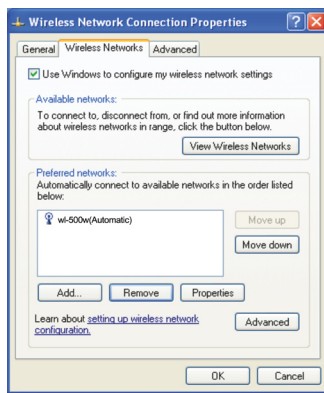 Wireless Network Connection Properties
General
Wireless Networks
Advanced
Use Windows to configure my wireless network settings
Available networks:
To connect to, disconnect from, or find out more information
about wireless networks in range, click the button below.
View Wireless Networks
Preferred networks:
Automatically connect to available networks in the order listed
below:
wl-500w(Automatic)
Move up
Move down
Add...
Remove
Properties
Learn about setting up wireless network
configuration.
Advanced
OK
Cancel